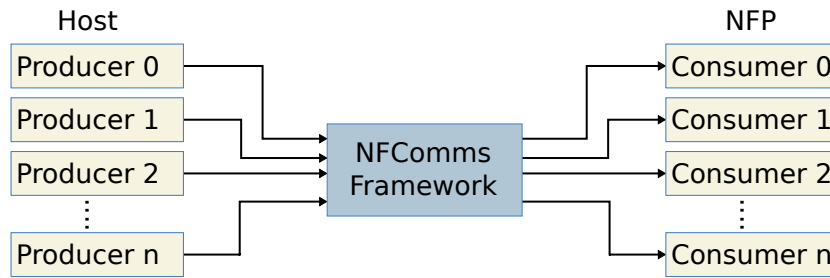 Host
NFP
Producer 0
Consumer 0
Producer 1
Consumer 1
NFComms
Framework
Producer 2
Consumer 2
Producer n
Consumer n